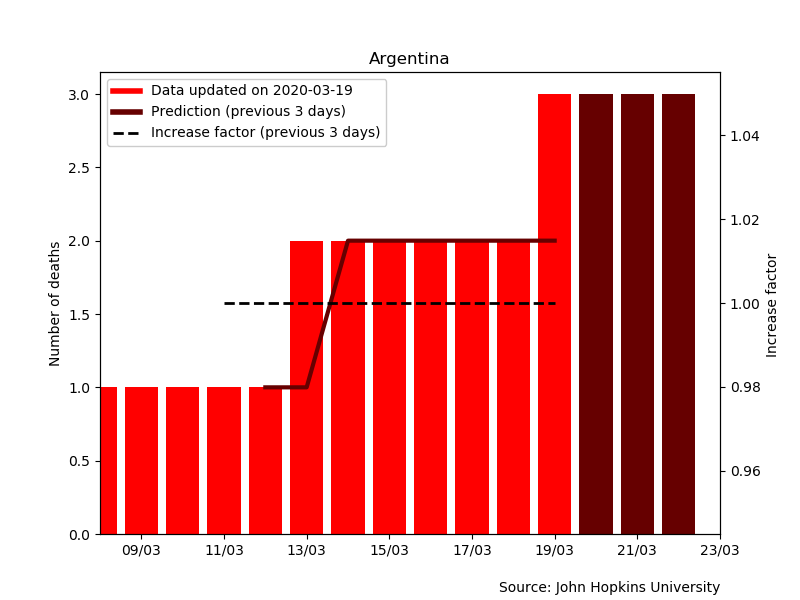 Argentina
Data updated on 2020-03-19
Prediction (previous 3 days)
Increase factor (previous 3 days)
3.0
2.5
2.0
1.5
1.0
0.5
0.0
Number of deaths
1.04
1.02
1.00
0.98
0.96
Increase factor
09/03 11/03 13/03 15/03 17/03 19/03 21/03 23/03
Source: John Hopkins University